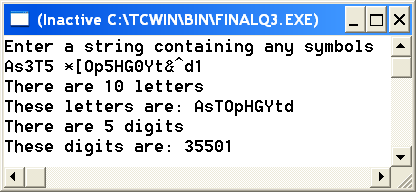 (Inactive C:\TCWIN\BIN\FINALQ3.EXE)
Enter a string containing any symbols
As3T5 *[Op5HG0Yt&^d1
There are 10 letters
These letters are: AsTOpHGYtd
There are 5 digits
These digits are: 35501